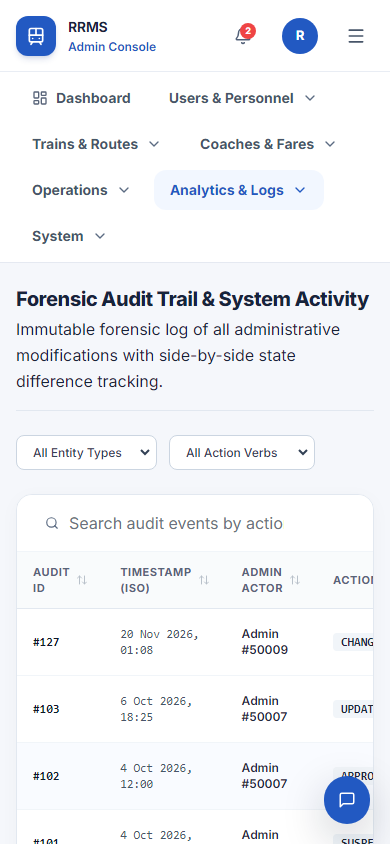 RRMS
Admin Console
2
R
Dashboard
Users & Personnel
Trains & Routes
Coaches & Fares
Operations
Analytics & Logs
System
Forensic Audit Trail & System Activity
Immutable forensic log of all administrative
modifications with side-by-side state
difference tracking.
All Entity Types
All Action Verbs
Search audit events by actio
AUDIT ID
TIMESTAMP (ISO)
ADMIN ACTOR
ACTION
#127
20 Nov 2026, 01:08
Admin #50009
CHANG
#103
6 Oct 2026, 18:25
Admin #50007
UPDAT
#102
4 Oct 2026, 12:00
Admin #50007
APPRO
#101
4 Oct 2026,
Admin
SUSPE